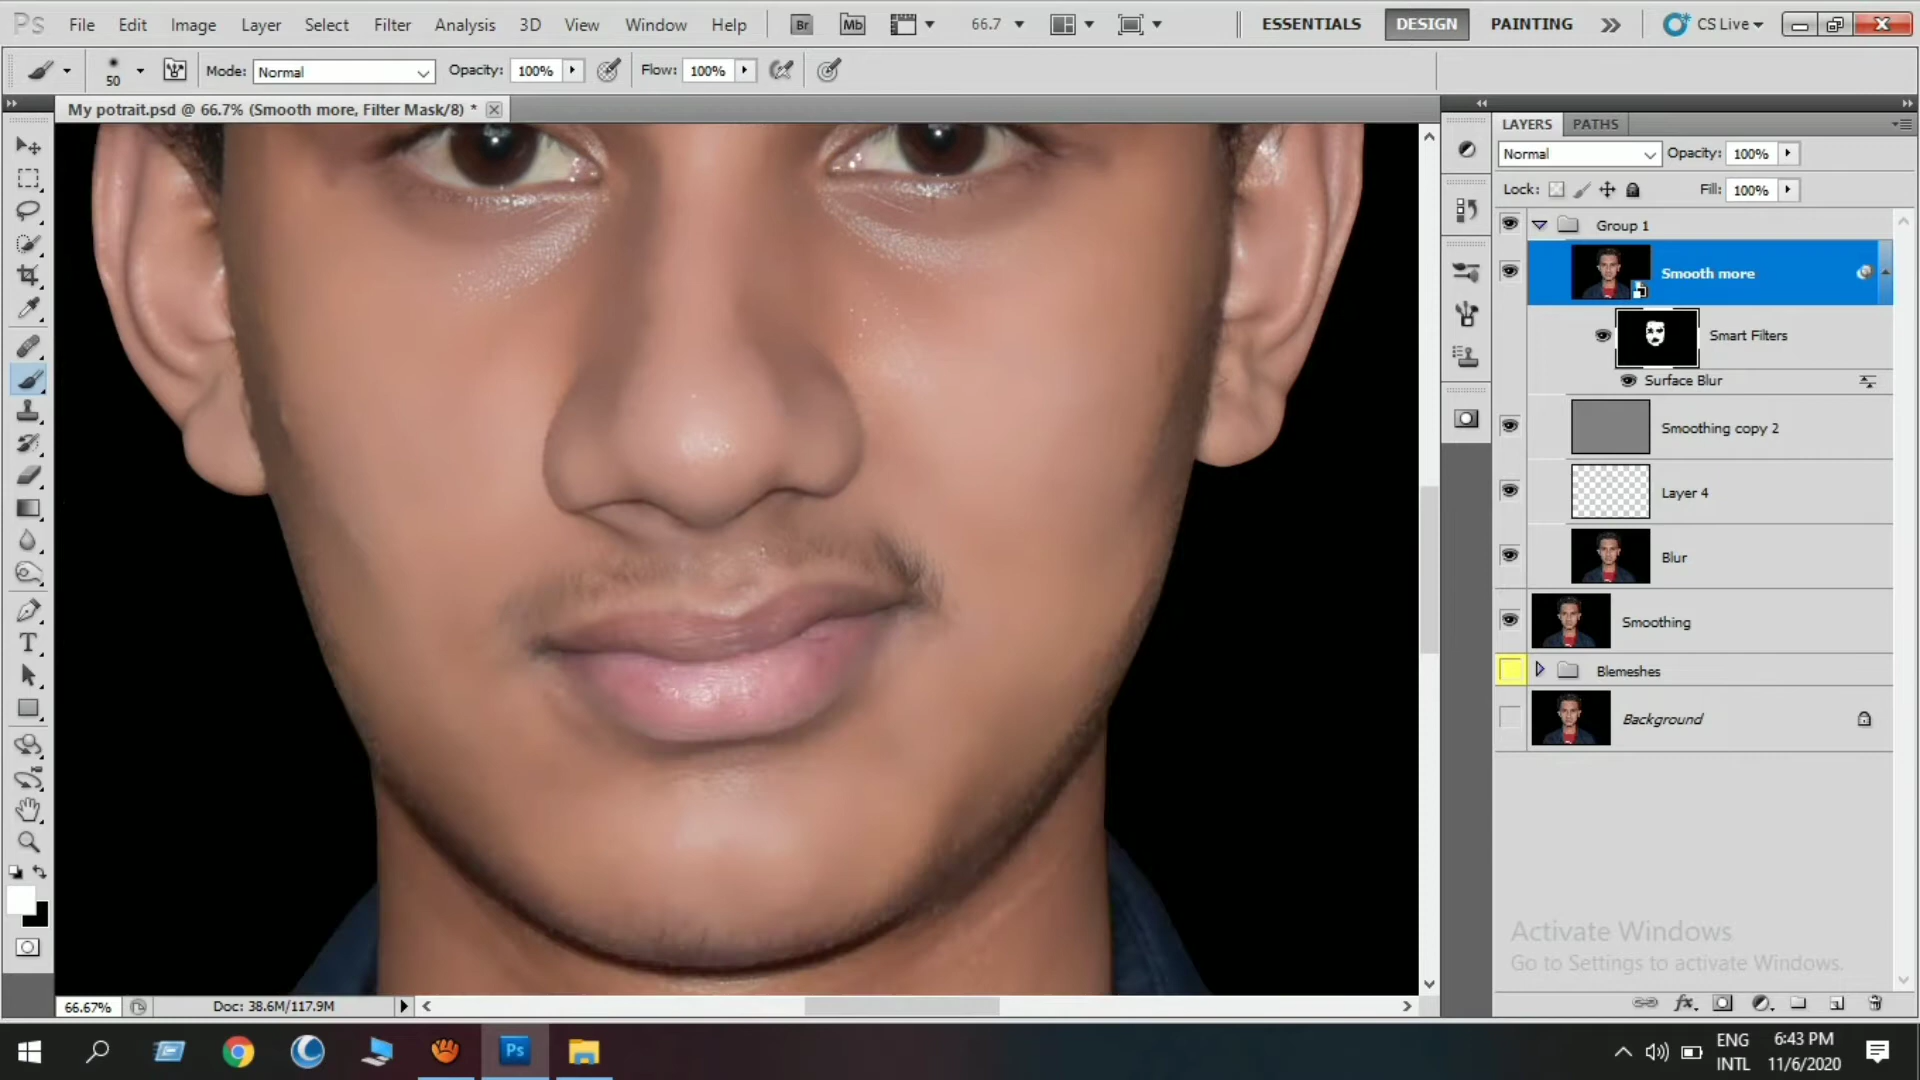 Ps File Edit Image Layer Select Filter Analysis 3D View Window Help Br Mb 66.7 ESSENTIALS DESIGN PAINTING CS Live
50 Mode: Normal Opacity: 100% Flow: 100%
My potrait.psd @ 66.7% (Smooth more, Filter Mask/8) *
LAYERS PATHS
Normal Opacity: 100%
Lock: Fill: 100%
Group 1
Smooth more
Smart Filters
Surface Blur
Smoothing copy 2
Layer 4
Blur
Smoothing
Blemeshes
Background
Activate Windows
Go to Settings to activate Windows.
66.67% Doc: 38.6M/117.9M
fx
Ps
ENG
INTL
6:43 PM
11/6/2020